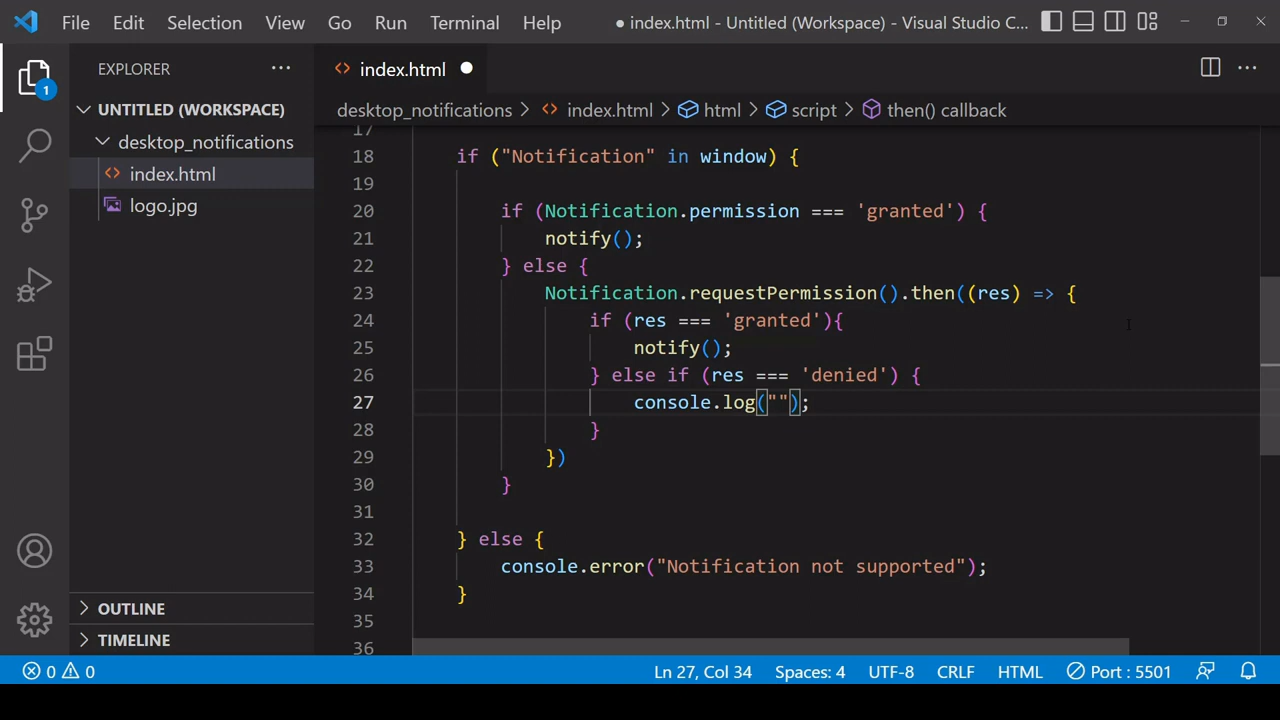 File Edit Selection View Go Run Terminal Help ● index.html - Untitled (Workspace) - Visual Studio C...
EXPLORER ···
1
UNTITLED (WORKSPACE)
desktop_notifications
index.html
logo.jpg
OUTLINE
TIMELINE
index.html ●
desktop_notifications > index.html > html > script > then() callback
17
18 if ("Notification" in window) {
19
20 if (Notification.permission === 'granted') {
21 notify();
22 } else {
23 Notification.requestPermission().then((res) => {
24 if (res === 'granted'){
25 notify();
26 } else if (res === 'denied') {
27 console.log("");
28 }
29 })
30 }
31
32 } else {
33 console.error("Notification not supported");
34 }
35
36
0 0 Ln 27, Col 34 Spaces: 4 UTF-8 CRLF HTML Port : 5501